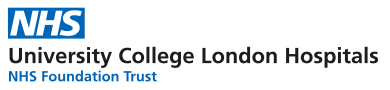 NHS
University College London Hospitals
NHS Foundation Trust